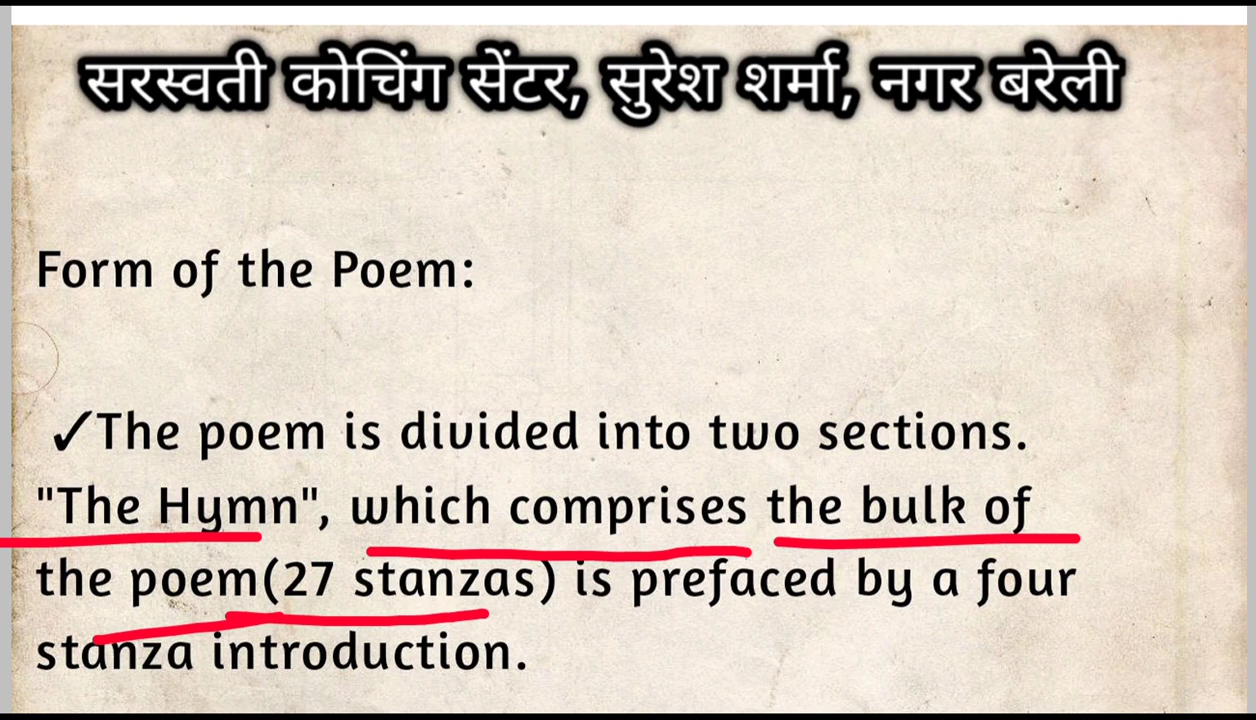 सरस्वती कोचिंग सेंटर, सुरेश शर्मा, नगर बरेली
Form of the Poem:
✓The poem is divided into two sections.
"The Hymn", which comprises the bulk of
the poem(27 stanzas) is prefaced by a four
stanza introduction.